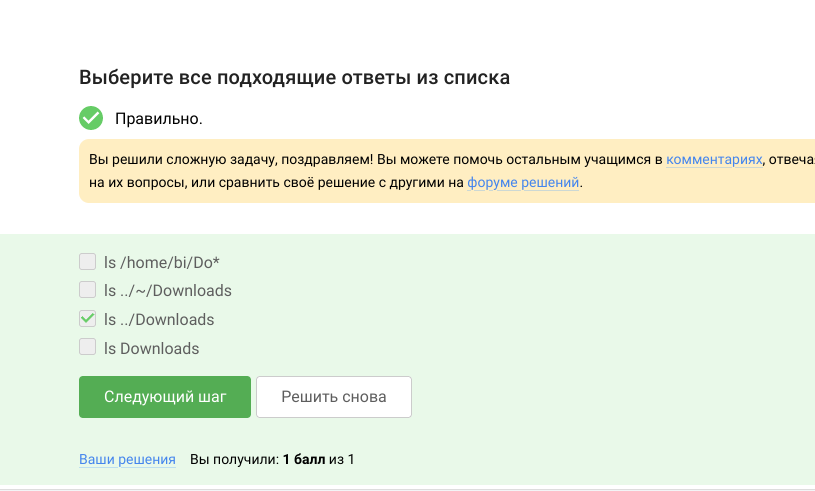 Выберите все подходящие ответы из списка
Правильно.
Вы решили сложную задачу, поздравляем! Вы можете помочь остальным учащимся в комментариях, отвеча
на их вопросы, или сравнить своё решение с другими на форуме решений.
ls /home/bi/Do*
ls ../~/Downloads
ls ../Downloads
ls Downloads
Следующий шаг Решить снова
Ваши решения Вы получили: 1 балл из 1